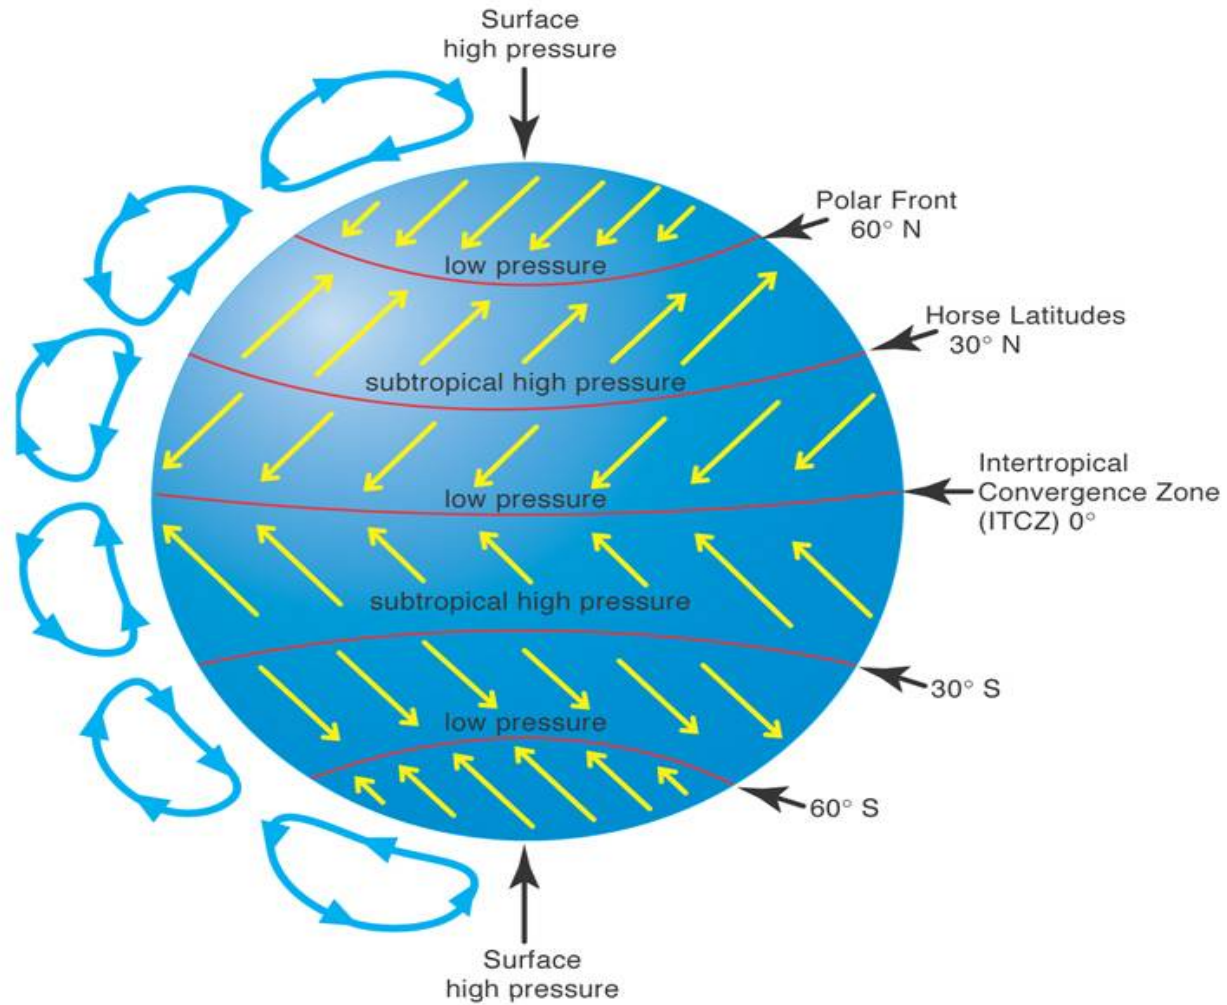 Surface
high pressure
Polar Front
60° N
low pressure
Horse Latitudes
30° N
subtropical high pressure
Intertropical
Convergence Zone
(ITCZ) 0°
low pressure
subtropical high pressure
30° S
low pressure
60° S
Surface
high pressure